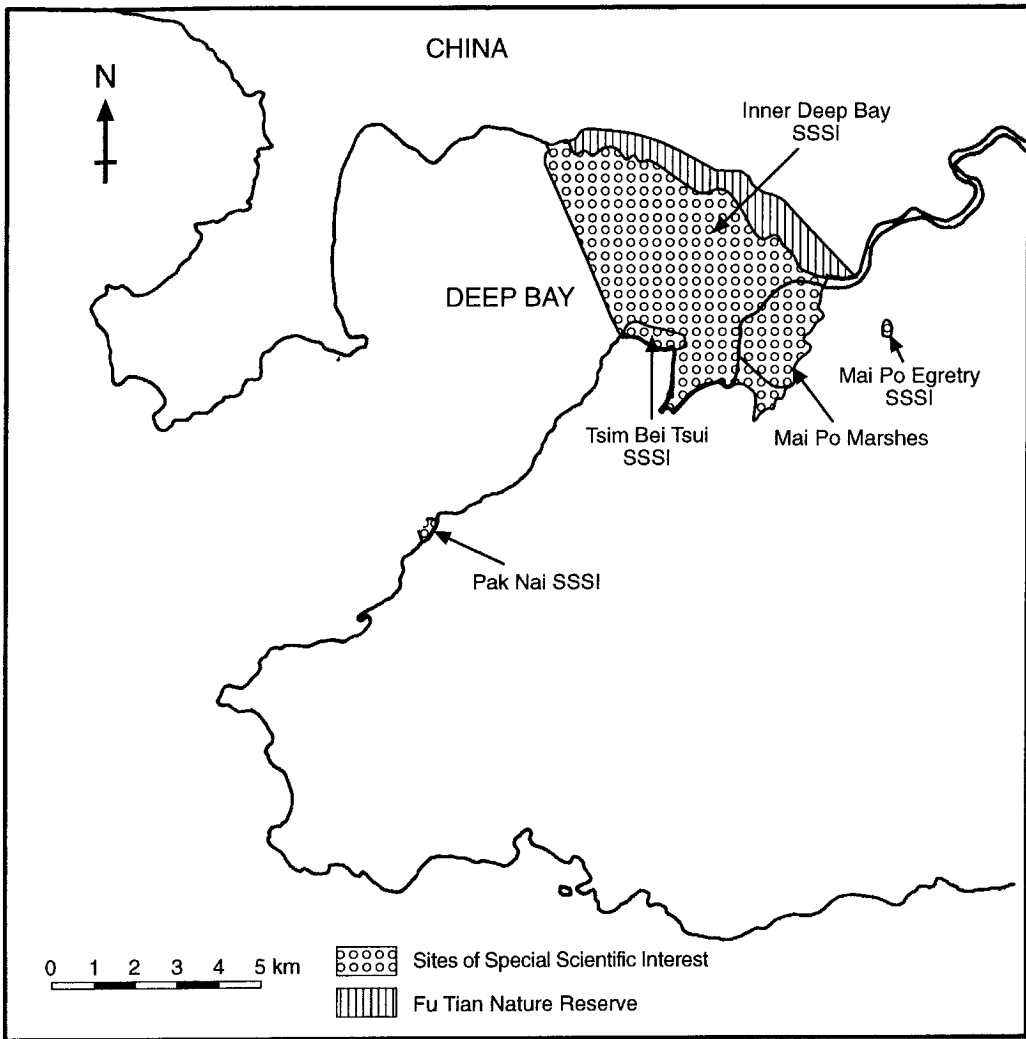 CHINA
N
Inner Deep Bay
SSSI
DEEP BAY
Mai Po Egretry
SSSI
Tsim Bei Tsui
SSSI
Mai Po Marshes
Pak Nai SSSI
0 1 2 3 4 5 km
Sites of Special Scientific Interest
Fu Tian Nature Reserve